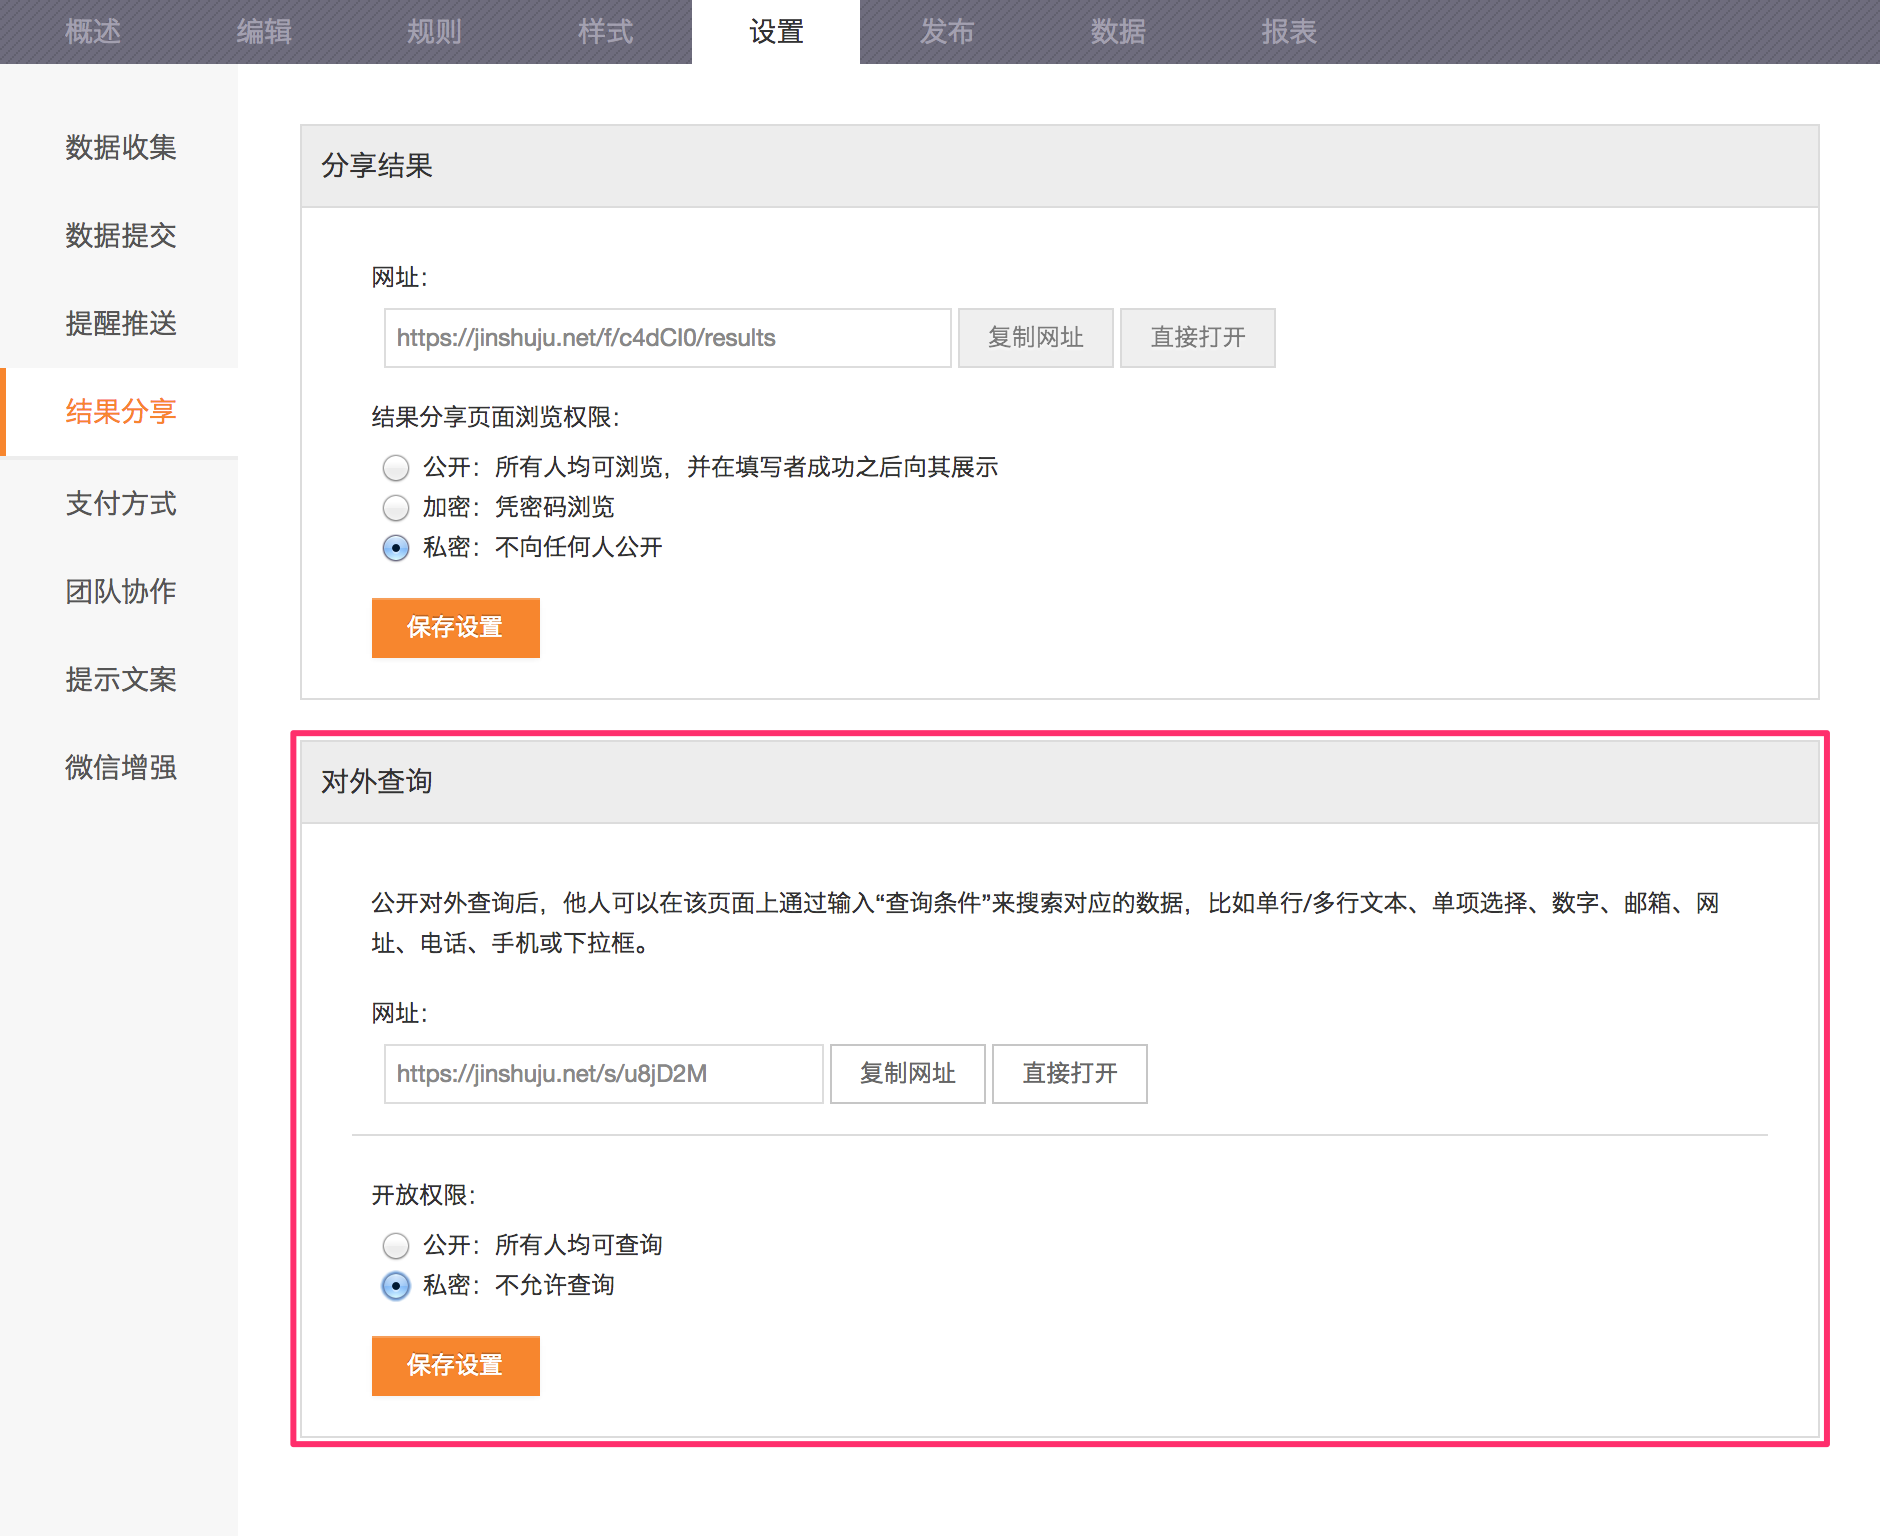 概述 编辑 规则 样式 设置 发布 数据 报表
数据收集
数据提交
提醒推送
结果分享
支付方式
团队协作
提示文案
微信增强
分享结果
网址：
https://jinshuju.net/f/c4dCI0/results 复制网址 直接打开
结果分享页面浏览权限：
公开：所有人均可浏览，并在填写者成功之后向其展示
加密：凭密码浏览
私密：不向任何人公开
保存设置
对外查询
公开对外查询后，他人可以在该页面上通过输入“查询条件”来搜索对应的数据，比如单行/多行文本、单项选择、数字、邮箱、网
址、电话、手机或下拉框。
网址：
https://jinshuju.net/s/u8jD2M 复制网址 直接打开
开放权限：
公开：所有人均可查询
私密：不允许查询
保存设置